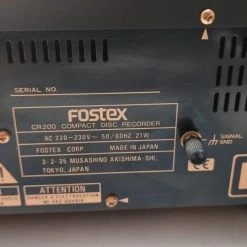 SERIAL NO
FOSTEX
CR200 COMPACT DISC RECORDER
AC 220-230V~ 50/60HZ 21W
FOSTEX CORP MADE IN JAPAN
3-2-35 MUSASHINO AKISHIMA-SHI,
TOKYO, JAPAN
SIGNAL
GND
ATTENTION